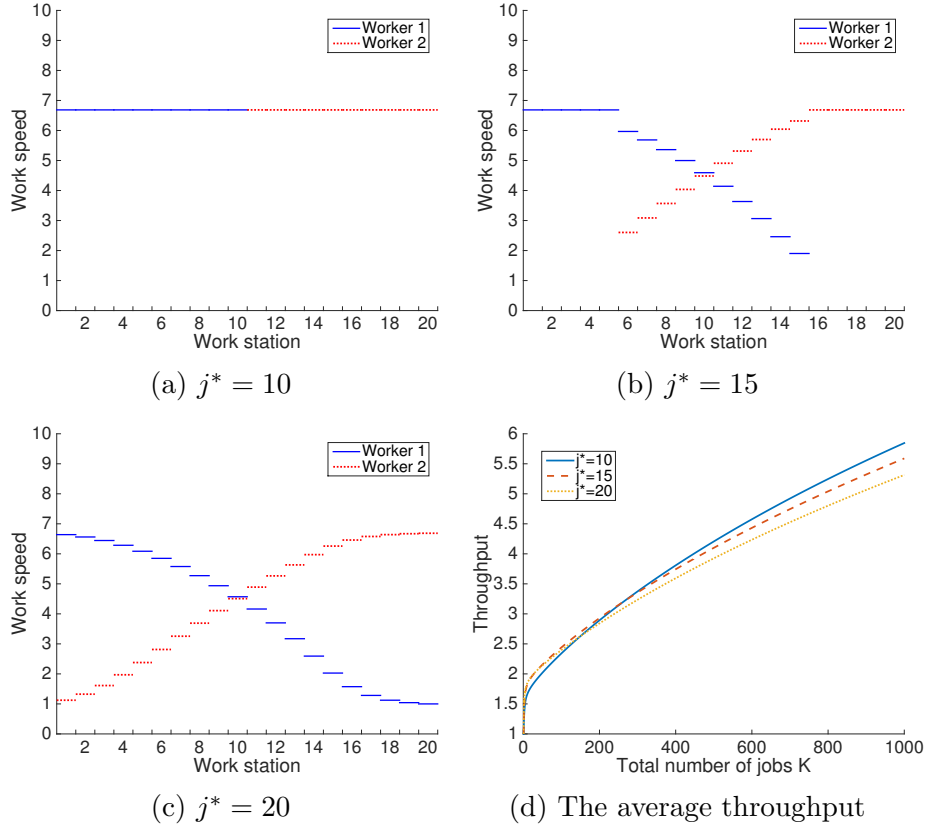 10
9
8
7
6
5
4
3
2
1
0
Work speed
Worker 1
Worker 2
2 4 6 8 10 12 14 16 18 20
Work station
(a) j* = 10
10
9
8
7
6
5
4
3
2
1
0
Work speed
Worker 1
Worker 2
2 4 6 8 10 12 14 16 18 20
Work station
(b) j* = 15
10
9
8
7
6
5
4
3
2
1
0
Work speed
Worker 1
Worker 2
2 4 6 8 10 12 14 16 18 20
Work station
(c) j* = 20
6
5.5
5
4.5
4
3.5
3
2.5
2
1.5
1
Throughput
j*=10
j*=15
j*=20
0 200 400 600 800 1000
Total number of jobs K
(d) The average throughput